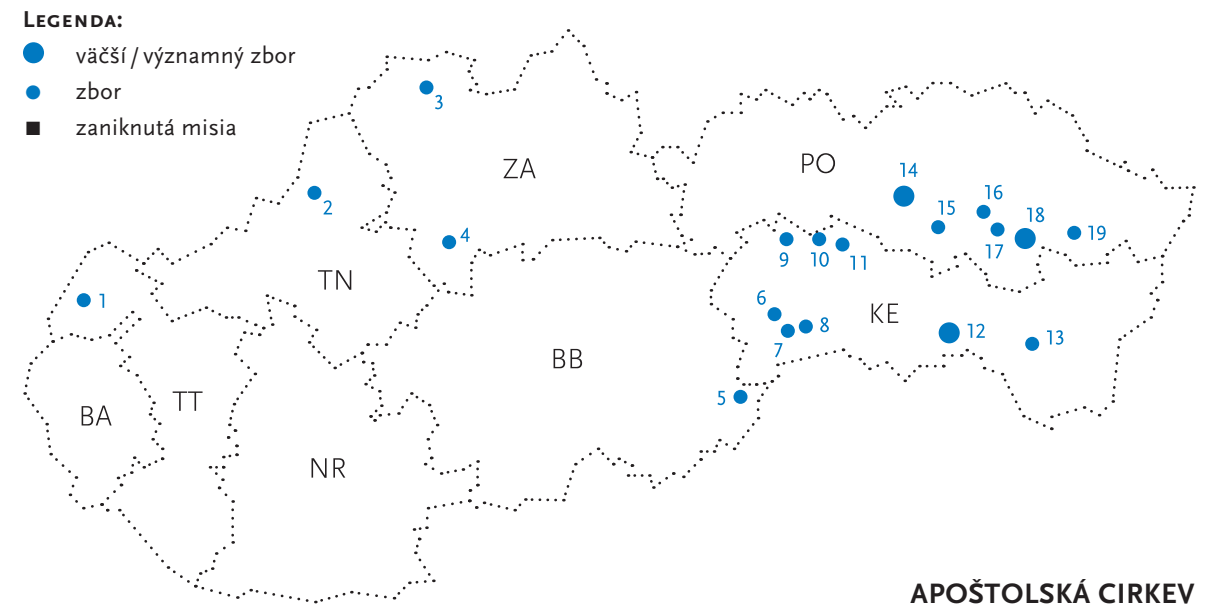 LEGENDA:
väčší / významný zbor
zbor
zaniknutá misia
3
ZA
PO
14
2
16
15
18
4
17
19
9
10
11
TN
1
6
KE
8
7
12
13
BB
5
TT
BA
NR
APOŠTOLSKÁ CIRKEV